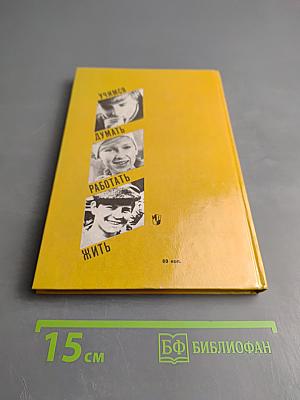 УЧИМСЯ
ДУМАТЬ
РАБОТАТЬ
ЖИТЬ
80 коп.
15 см
БФ БИБЛИОФАН